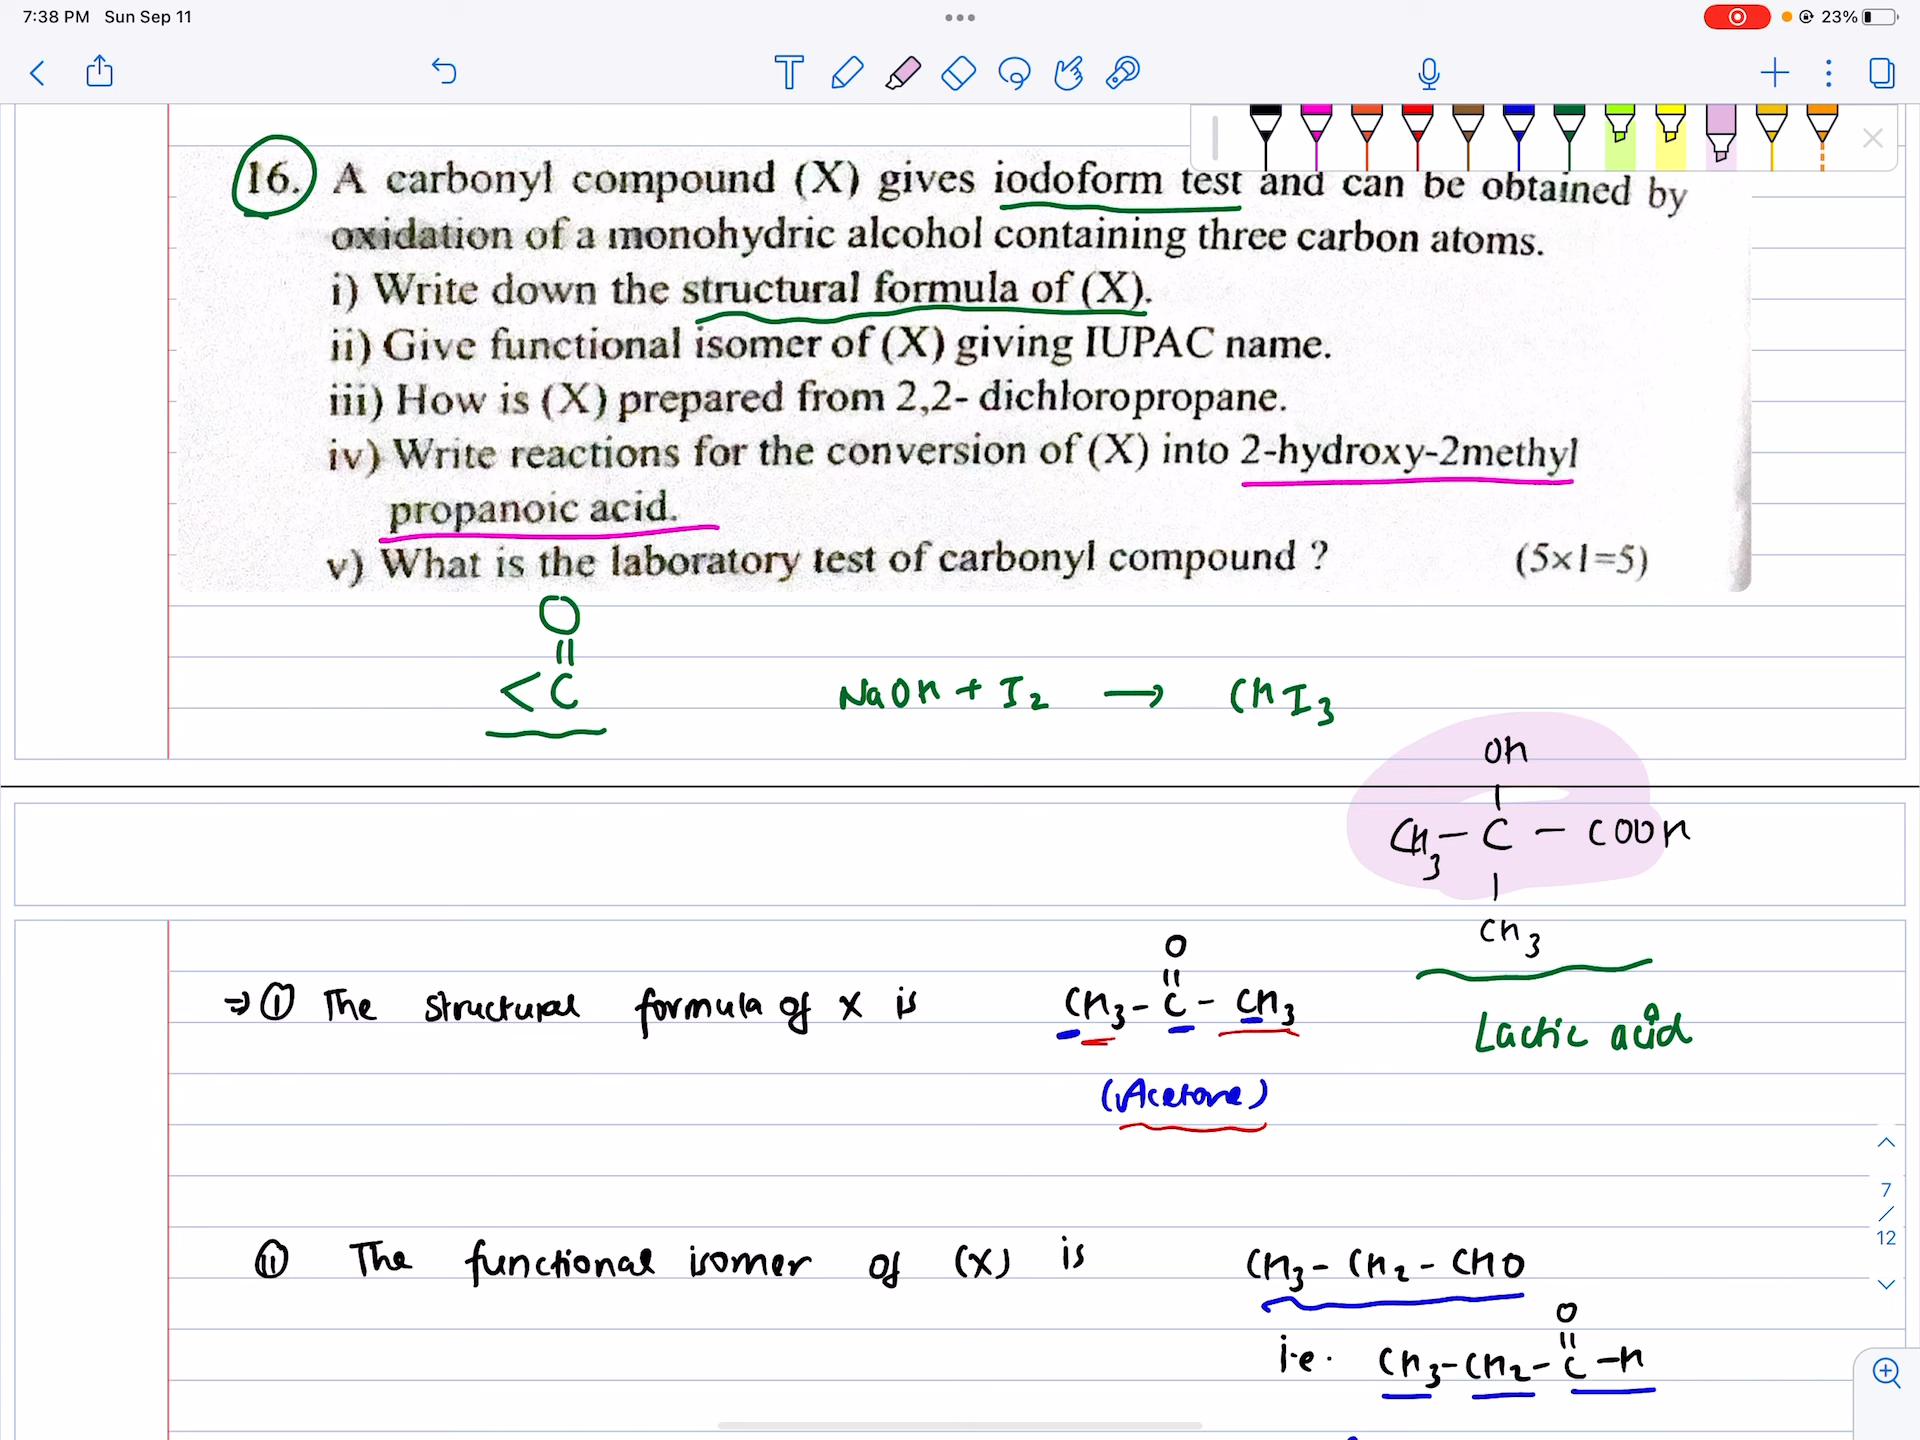 7:38 PM Sun Sep 11
23%
16. A carbonyl compound (X) gives iodoform test and can be obtained by
oxidation of a monohydric alcohol containing three carbon atoms.
i) Write down the structural formula of (X).
ii) Give functional isomer of (X) giving IUPAC name.
iii) How is (X) prepared from 2,2- dichloropropane.
iv) Write reactions for the conversion of (X) into 2-hydroxy-2methyl
propanoic acid.
v) What is the laboratory test of carbonyl compound ? (5×1=5)
O
||
<C NaOH + I2 → CHI3
OH
|
CH3 – C – COOH
|
CH3
Lactic acid
O
||
⇒ (i) The structural formula of X is CH3 – C – CH3
(Acetone)
7
/
12
(ii) The functional isomer of (X) is CH3 – CH2 – CHO
O
||
i.e. CH3 – CH2 – C – H